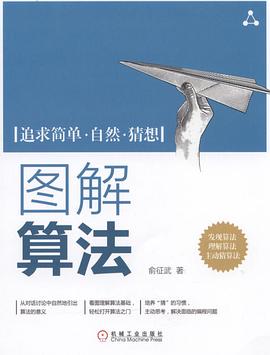 追求简单·自然·猜想
图解
算法
俞征武 著
发现算法
理解算法
主动猜算法
从对话讨论中自然地引出
算法的意义
看图理解算法基础，
轻松打开算法之门
培养“猜”的习惯，
主动思考，解决面临的编程问题
机械工业出版社
China Machine Press